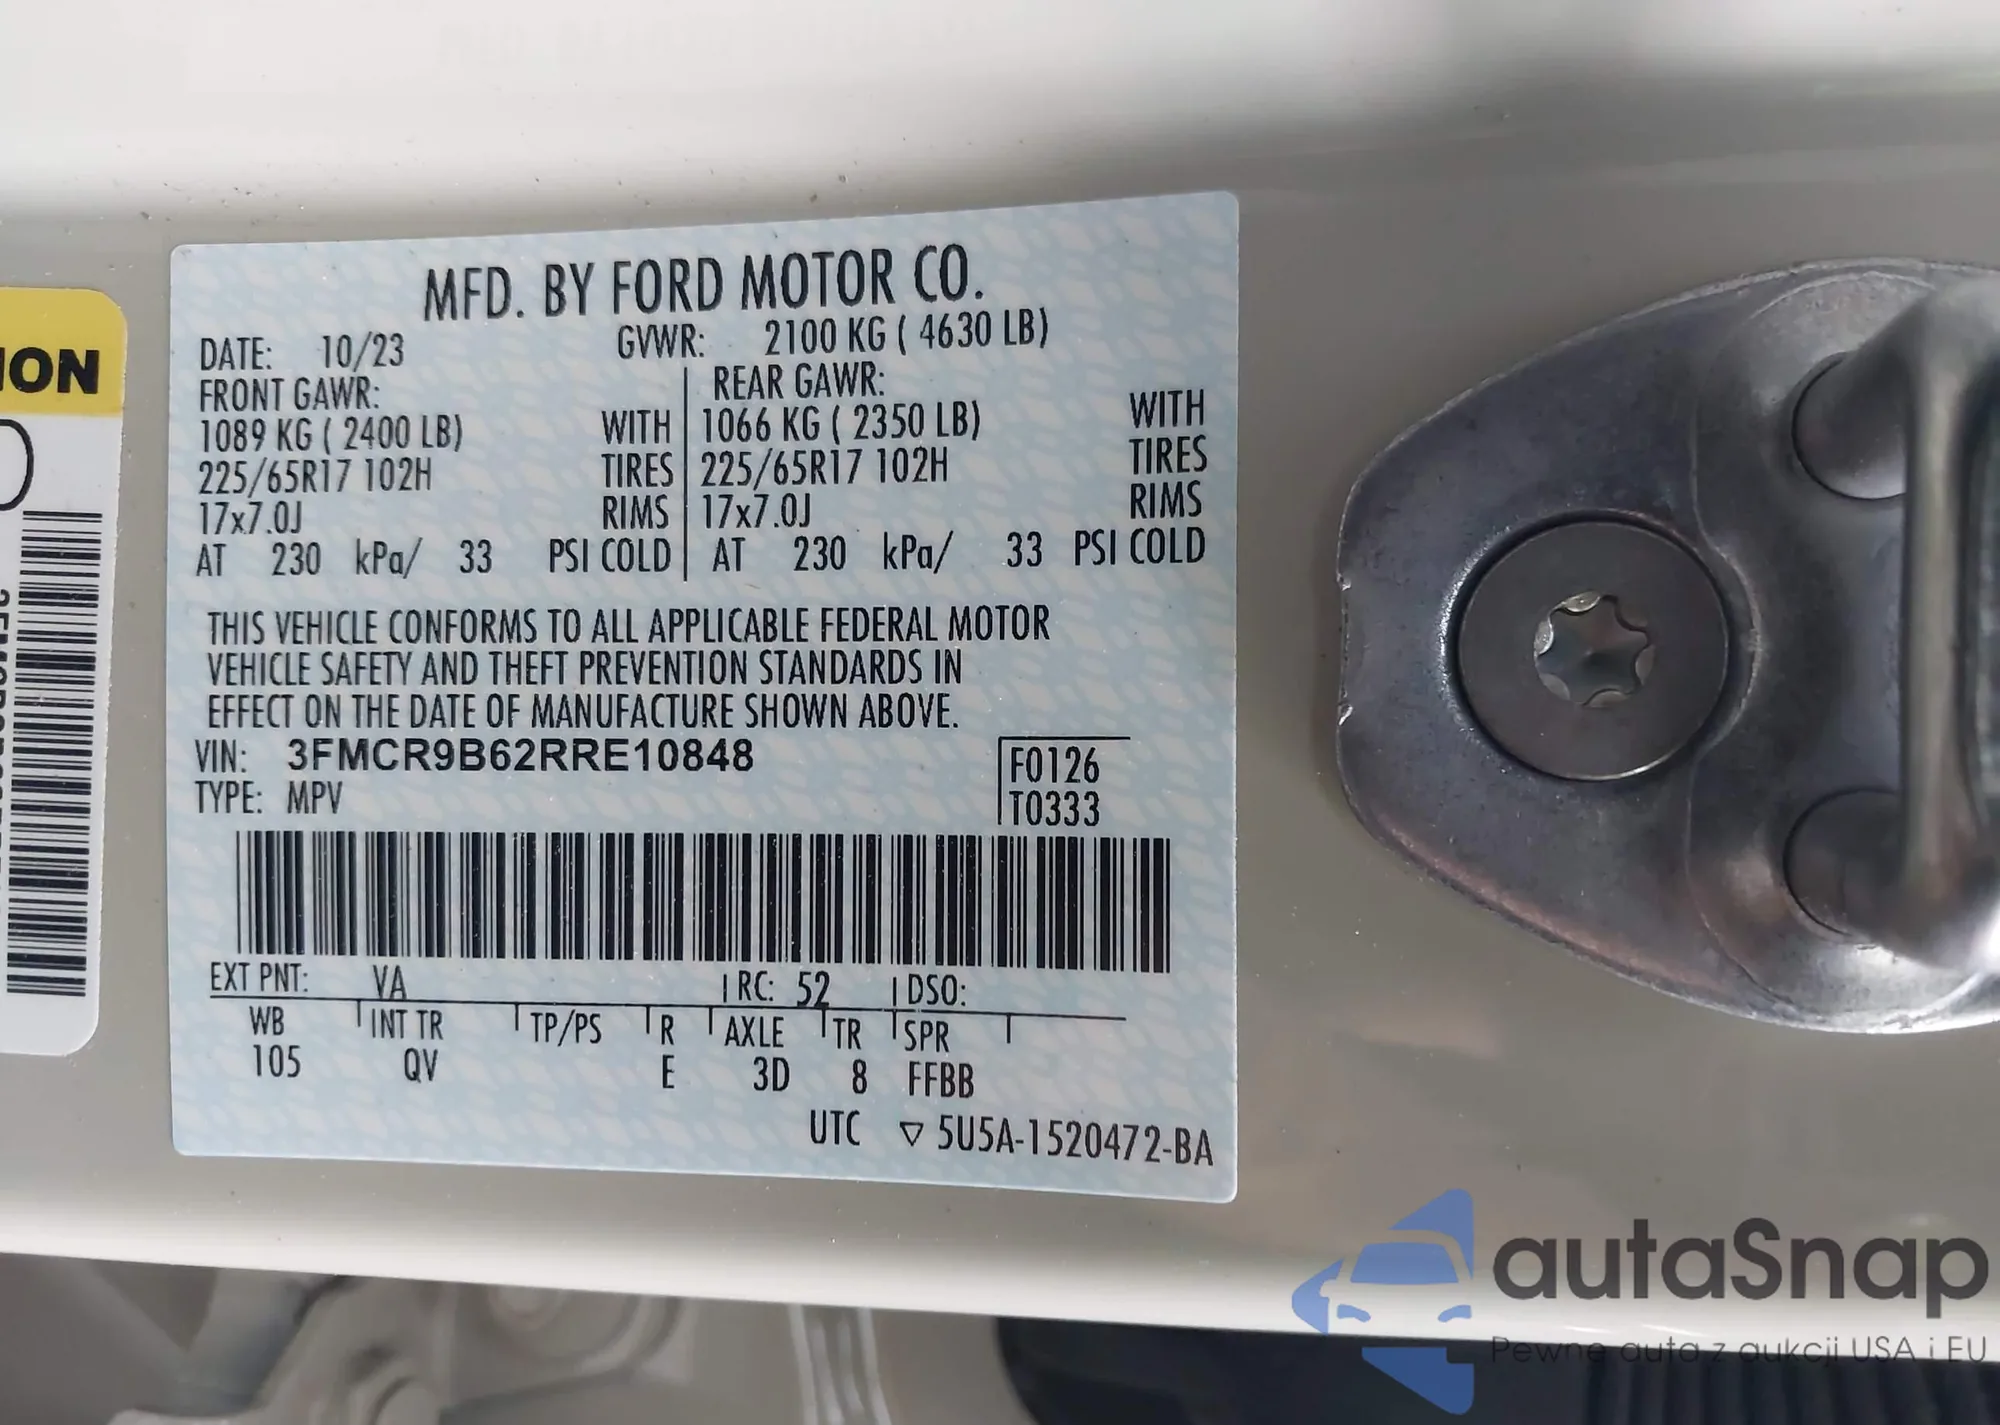 MFD. BY FORD MOTOR CO.
DATE: 10/23 GVWR: 2100 KG ( 4630 LB)
FRONT GAWR: REAR GAWR:
1089 KG ( 2400 LB) WITH 1066 KG ( 2350 LB) WITH
225/65R17 102H TIRES 225/65R17 102H TIRES
17x7.0J RIMS 17x7.0J RIMS
AT 230 kPa/ 33 PSI COLD AT 230 kPa/ 33 PSI COLD
THIS VEHICLE CONFORMS TO ALL APPLICABLE FEDERAL MOTOR
VEHICLE SAFETY AND THEFT PREVENTION STANDARDS IN
EFFECT ON THE DATE OF MANUFACTURE SHOWN ABOVE.
VIN: 3FMCR9B62RRE10848 F0126
TYPE: MPV T0333
EXT PNT: VA RC: 52 DSO:
WB INT TR TP/PS R AXLE TR SPR
105 QV E 3D 8 FFBB
UTC ▽ 5U5A-1520472-BA
ION
autaSnap
Pewne auta z aukcji USA i EU